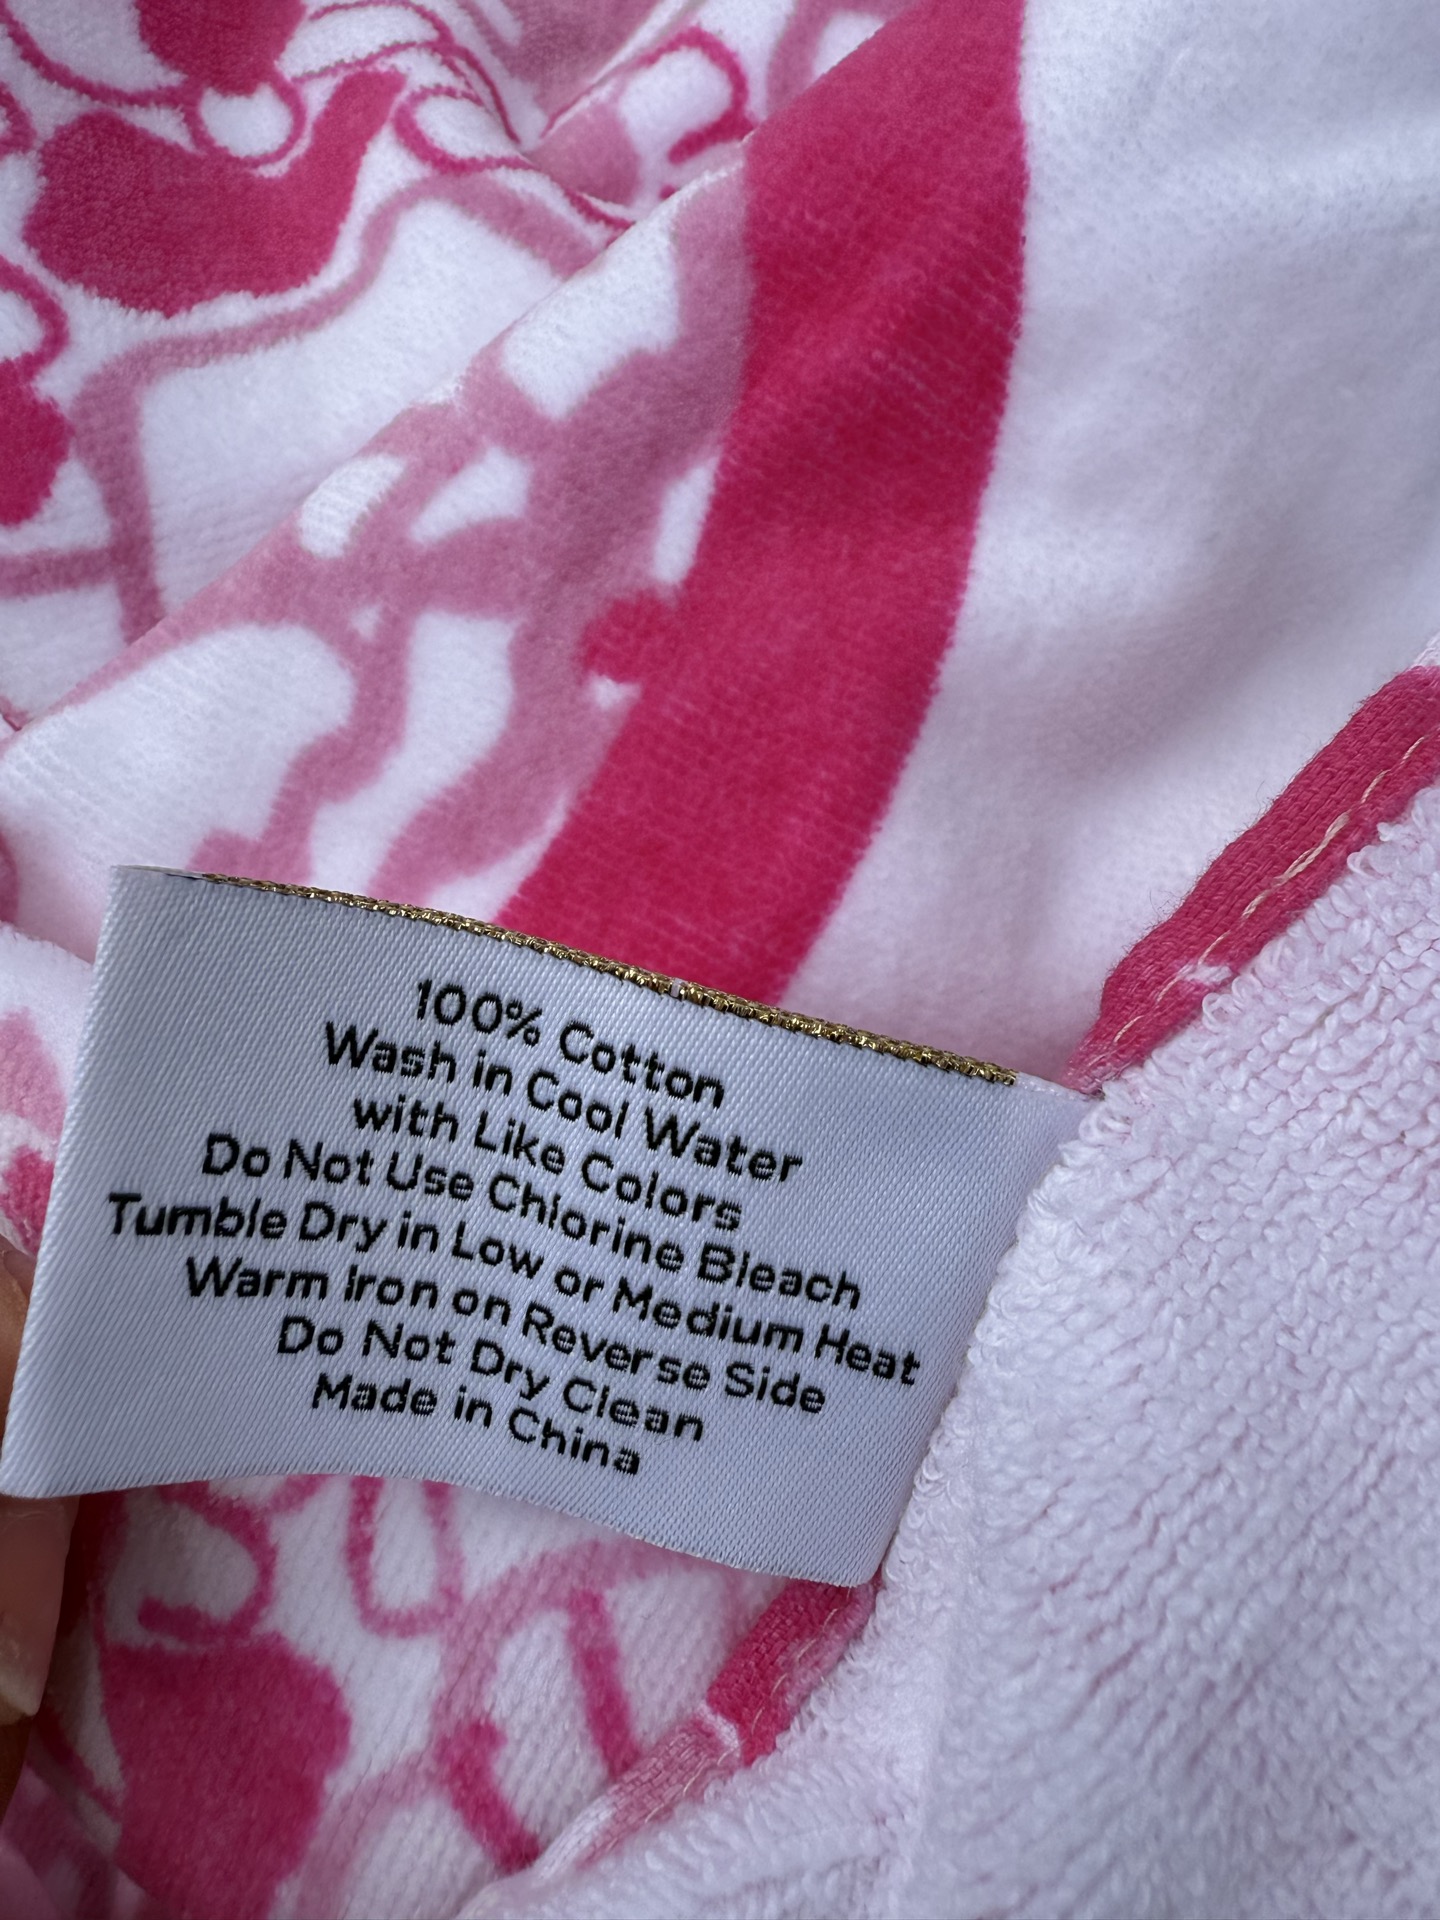 100% Cotton
Wash in Cool Water
with Like Colors
Do Not Use Chlorine Bleach
Tumble Dry in Low or Medium Heat
Warm Iron on Reverse Side
Do Not Dry Clean
Made in China